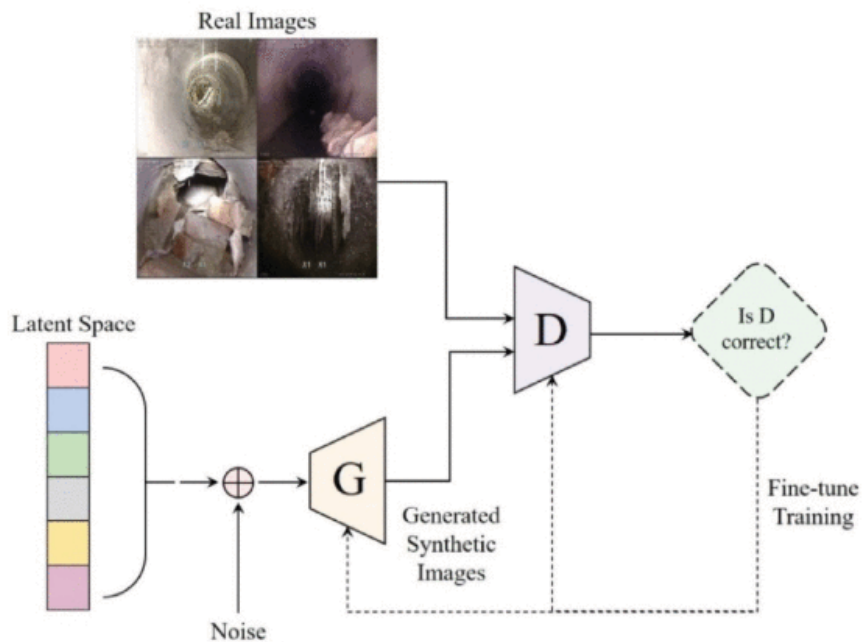 Real Images
Latent Space
D
Is D
correct?
G
Generated
Synthetic
Images
Fine-tune
Training
Noise